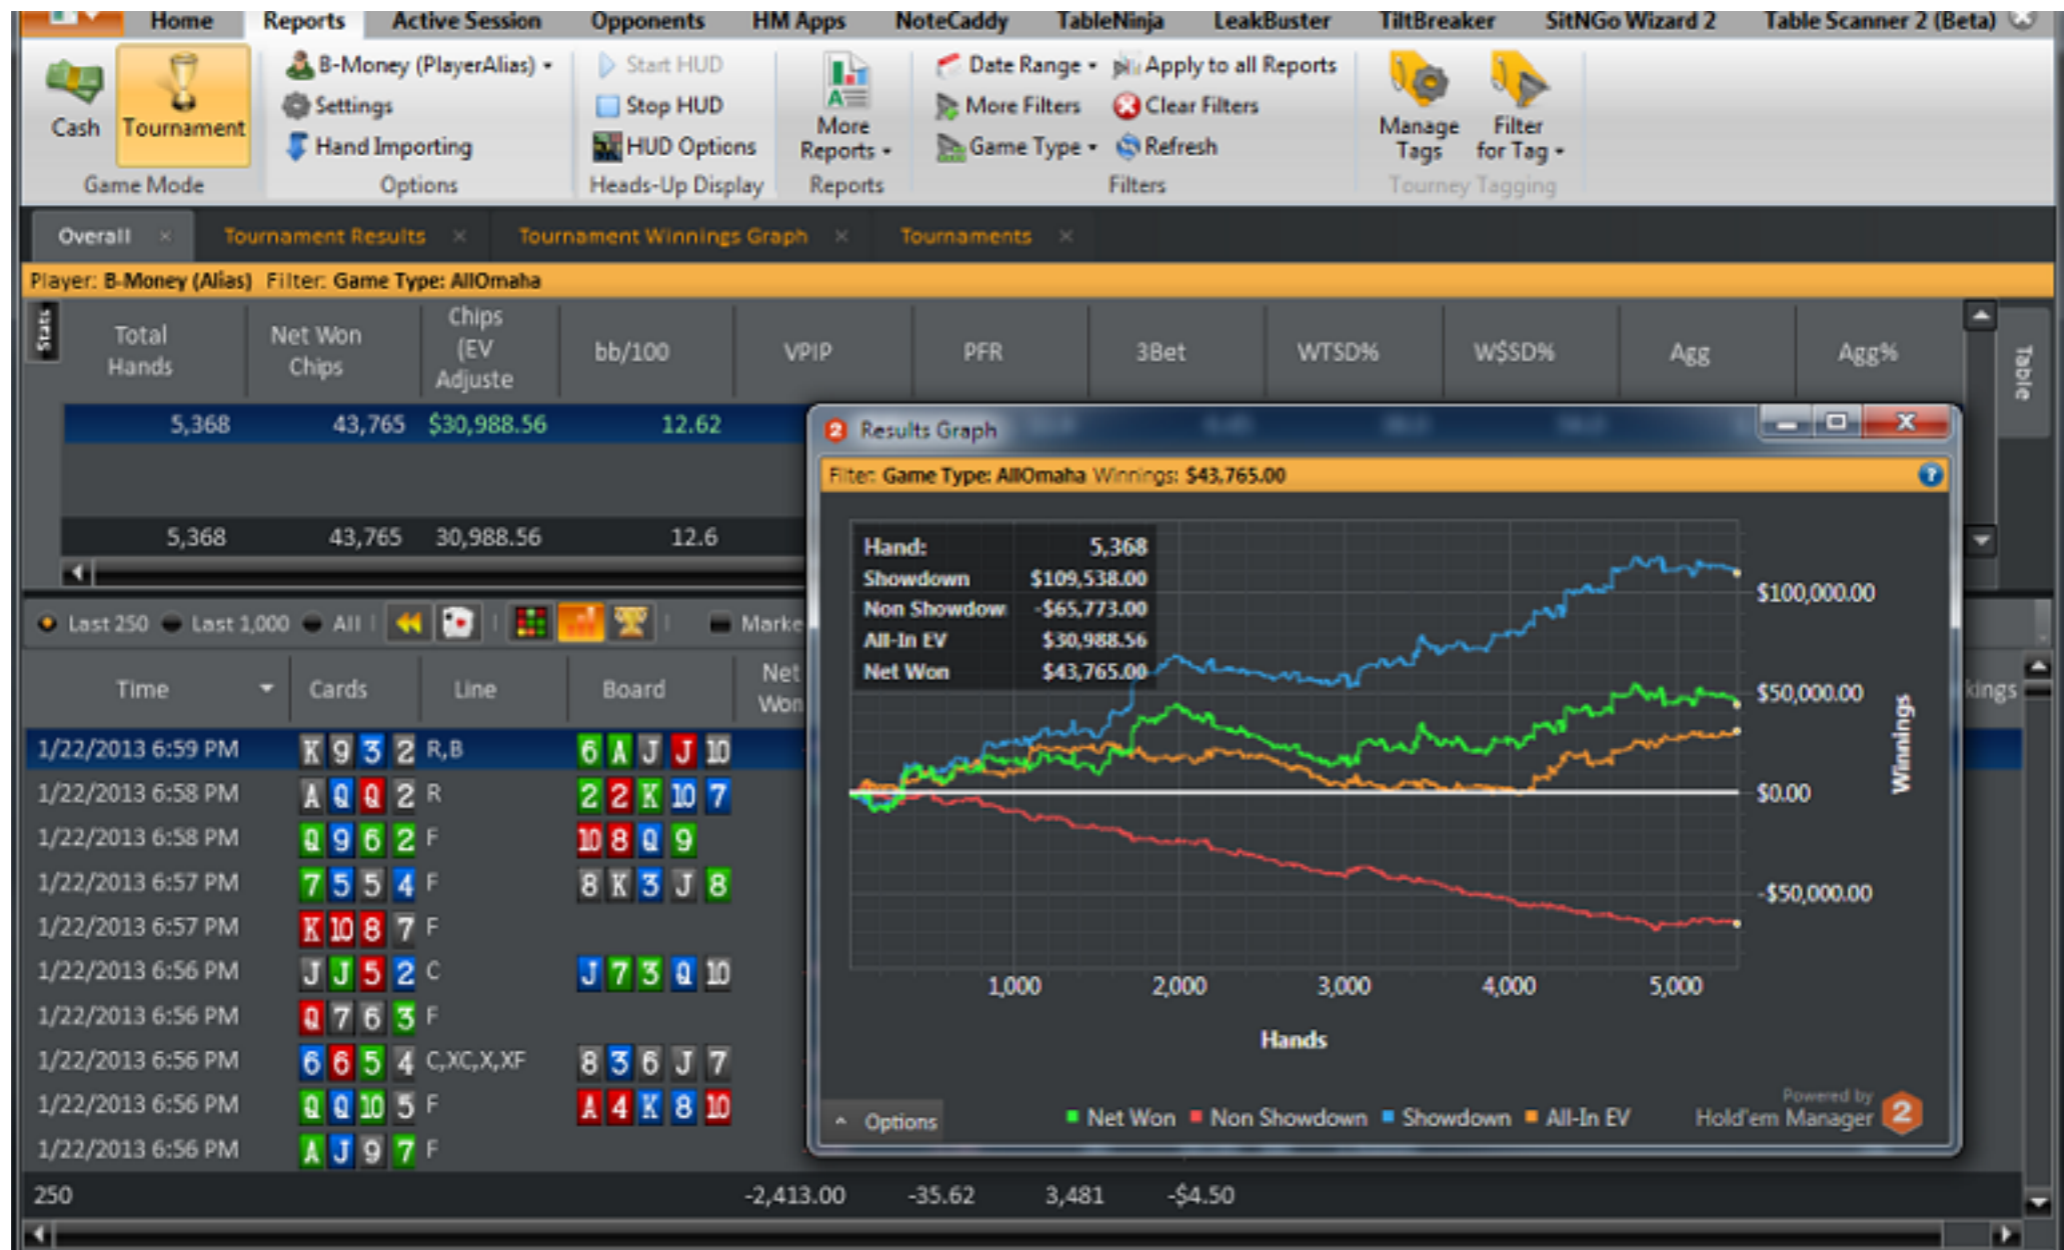 Home Reports Active Session Opponents HM Apps NoteCaddy TableNinja LeakBuster TiltBreaker SitNGo Wizard 2 Table Scanner 2 (Beta)
B-Money (PlayerAlias) Start HUD Date Range Apply to all Reports
Settings Stop HUD More Filters Clear Filters
Cash Tournament Hand Importing HUD Options More Reports Game Type Refresh Manage Tags Filter for Tag
Game Mode Options Heads-Up Display Reports Filters Tourney Tagging
Overall Tournament Results Tournament Winnings Graph Tournaments
Player: B-Money (Alias) Filter: Game Type: AllOmaha
Stats Total Hands Net Won Chips Chips (EV Adjuste bb/100 VPIP PFR 3Bet WTSD% W$SD% Agg Agg% Table
5,368 43,765 $30,988.56 12.62
5,368 43,765 30,988.56 12.6
Last 250 Last 1,000 All Marke
Time Cards Line Board Net Won kings
1/22/2013 6:59 PM K 9 3 2 R,B 6 A J J 10
1/22/2013 6:58 PM A Q Q 2 R 2 2 K 10 7
1/22/2013 6:58 PM Q 9 6 2 F 10 8 Q 9
1/22/2013 6:57 PM 7 5 5 4 F 8 K 3 J 8
1/22/2013 6:57 PM K 10 8 7 F
1/22/2013 6:56 PM J J 5 2 C J 7 3 Q 10
1/22/2013 6:56 PM Q 7 6 3 F
1/22/2013 6:56 PM 6 6 5 4 C,XC,X,XF 8 3 6 J 7
1/22/2013 6:56 PM Q Q 10 5 F A 4 K 8 10
1/22/2013 6:56 PM A J 9 7 F
250 -2,413.00 -35.62 3,481 -$4.50
2 Results Graph
Filter: Game Type: AllOmaha Winnings: $43,765.00 ?
Hand: 5,368
Showdown $109,538.00
Non Showdow -$65,773.00
All-In EV $30,988.56
Net Won $43,765.00
$100,000.00
$50,000.00
$0.00
-$50,000.00
Winnings
1,000 2,000 3,000 4,000 5,000
Hands
Options Net Won Non Showdown Showdown All-In EV
Powered by
Hold'em Manager 2